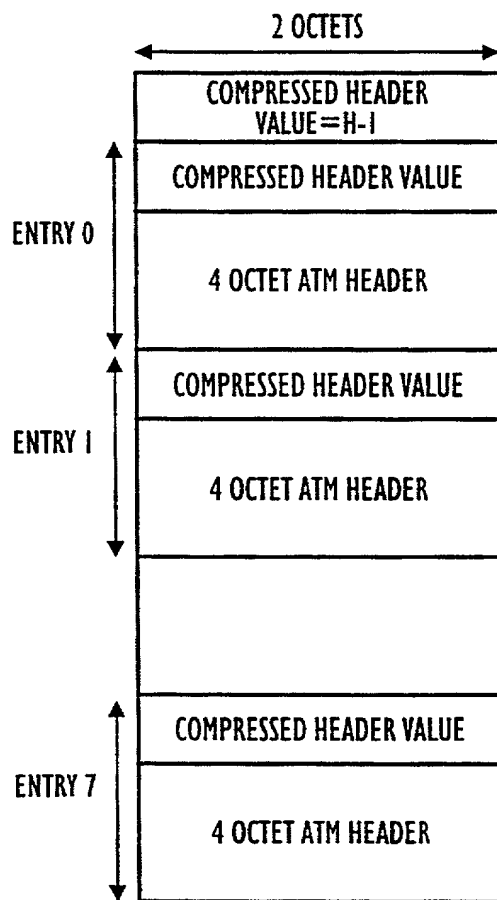 2 OCTETS
COMPRESSED HEADER
VALUE=H-1
COMPRESSED HEADER VALUE
ENTRY 0
4 OCTET ATM HEADER
COMPRESSED HEADER VALUE
ENTRY 1
4 OCTET ATM HEADER
COMPRESSED HEADER VALUE
ENTRY 7
4 OCTET ATM HEADER